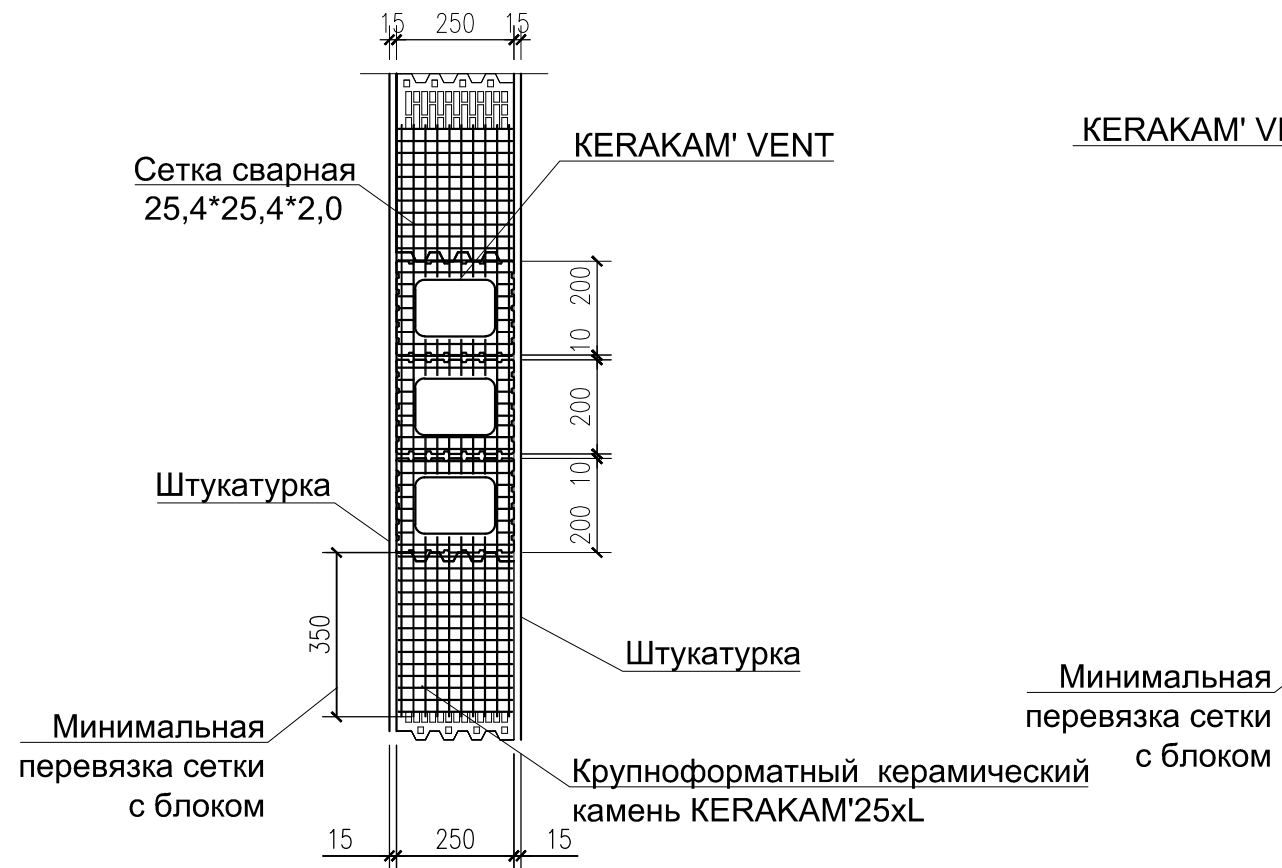 15 250 15
KERAKAM' VENT
KERAKAM' V
Сетка сварная
25,4*25,4*2,0
200
10
200
10
200
Штукатурка
350
Штукатурка
Минимальная
перевязка сетки
с блоком
Минимальная
перевязка сетки
с блоком
Крупноформатный керамический
камень KERAKAM'25xL
15 250 15